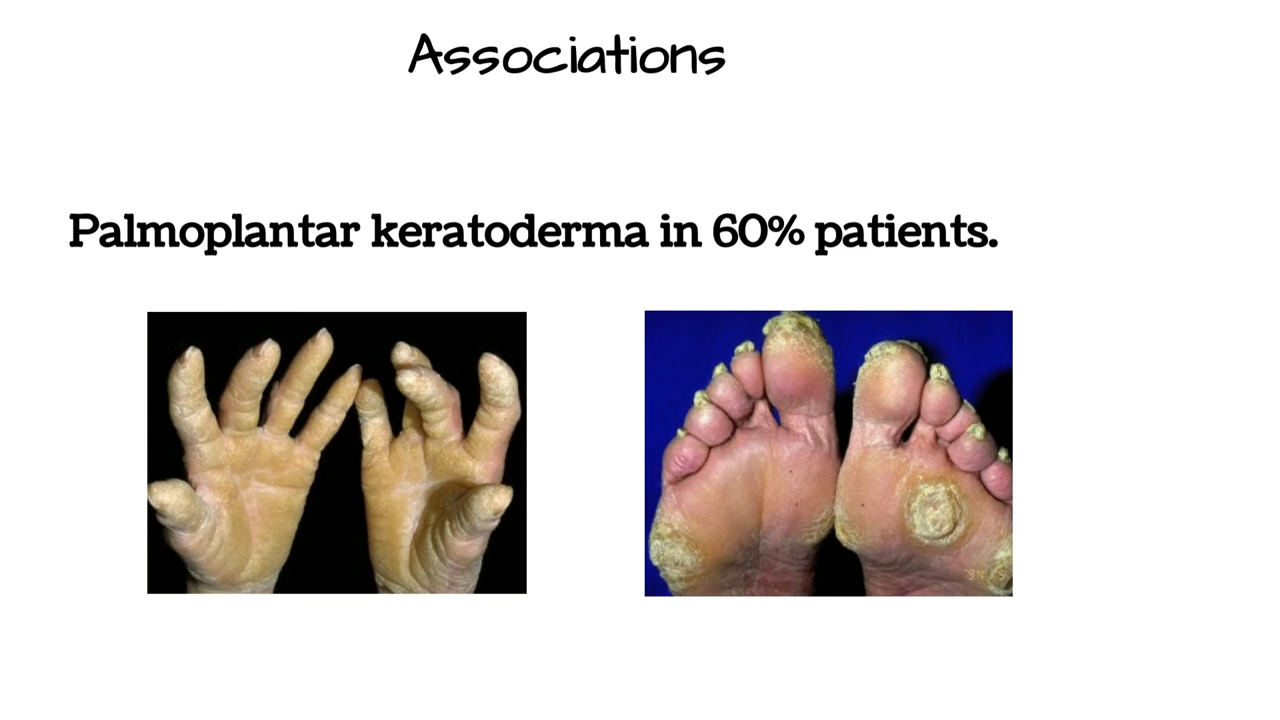 Associations
Palmoplantar keratoderma in 60% patients.